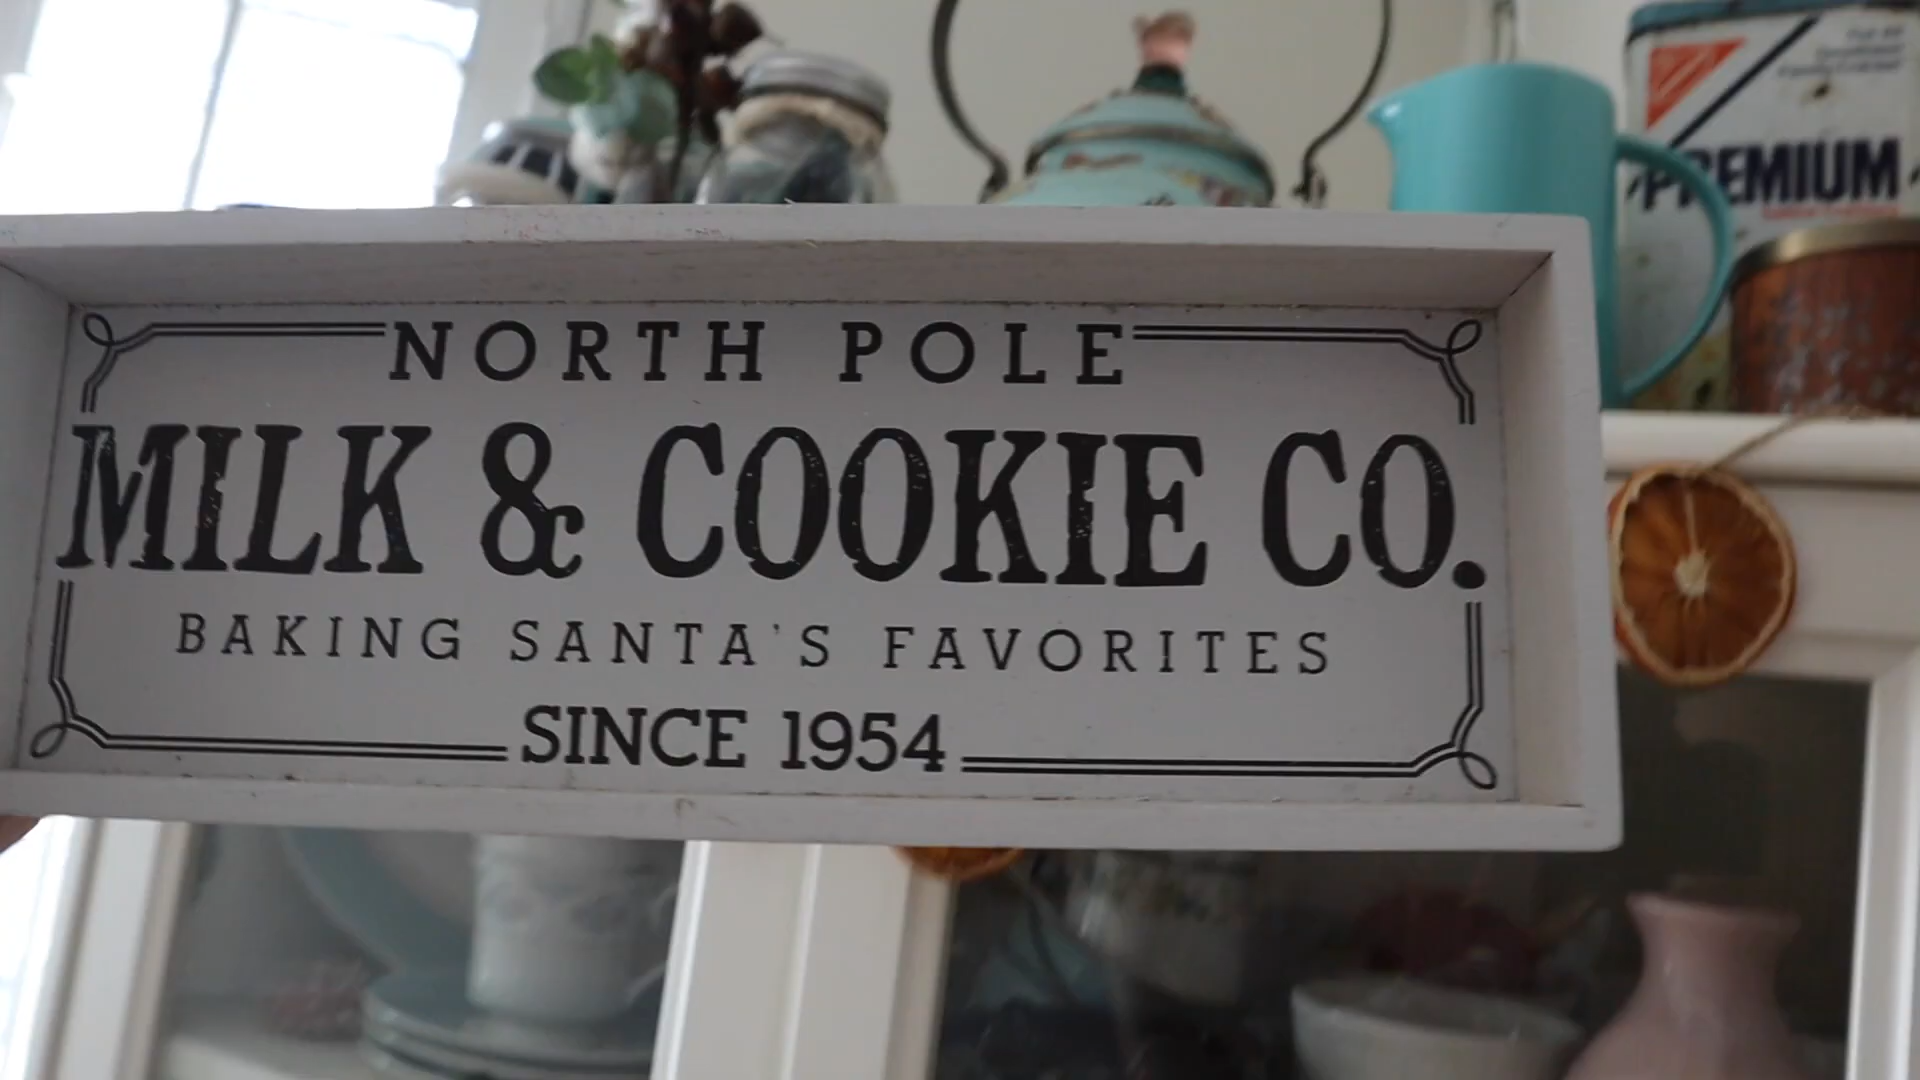 NORTH POLE
MILK & COOKIE CO.
BAKING SANTA'S FAVORITES
SINCE 1954
PREMIUM